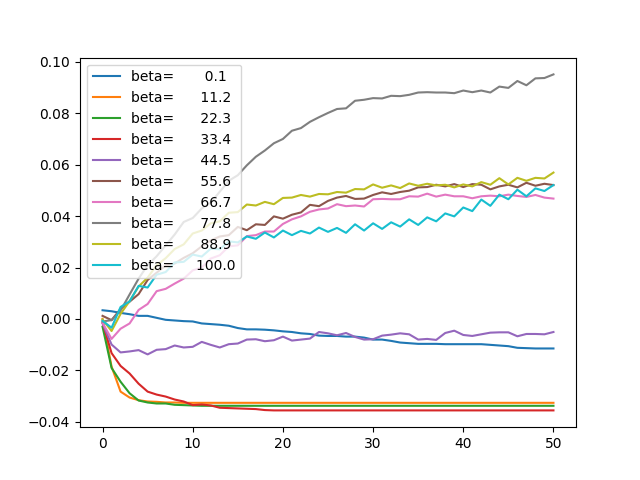 0.10
0.08
0.06
0.04
0.02
0.00
−0.02
−0.04
0 10 20 30 40 50
beta= 0.1
beta= 11.2
beta= 22.3
beta= 33.4
beta= 44.5
beta= 55.6
beta= 66.7
beta= 77.8
beta= 88.9
beta= 100.0